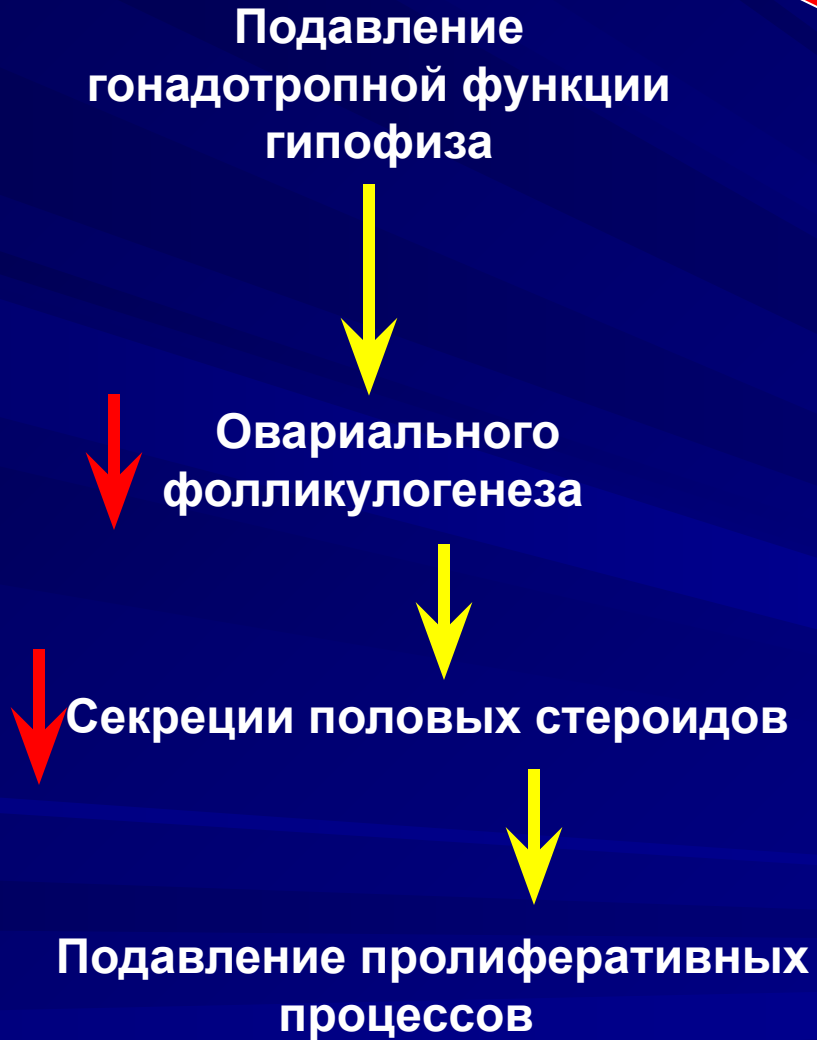 Подавление
гонадотропной функции
гипофиза
Овариального
фолликулогенеза
Секреции половых стероидов
Подавление пролиферативных
процессов